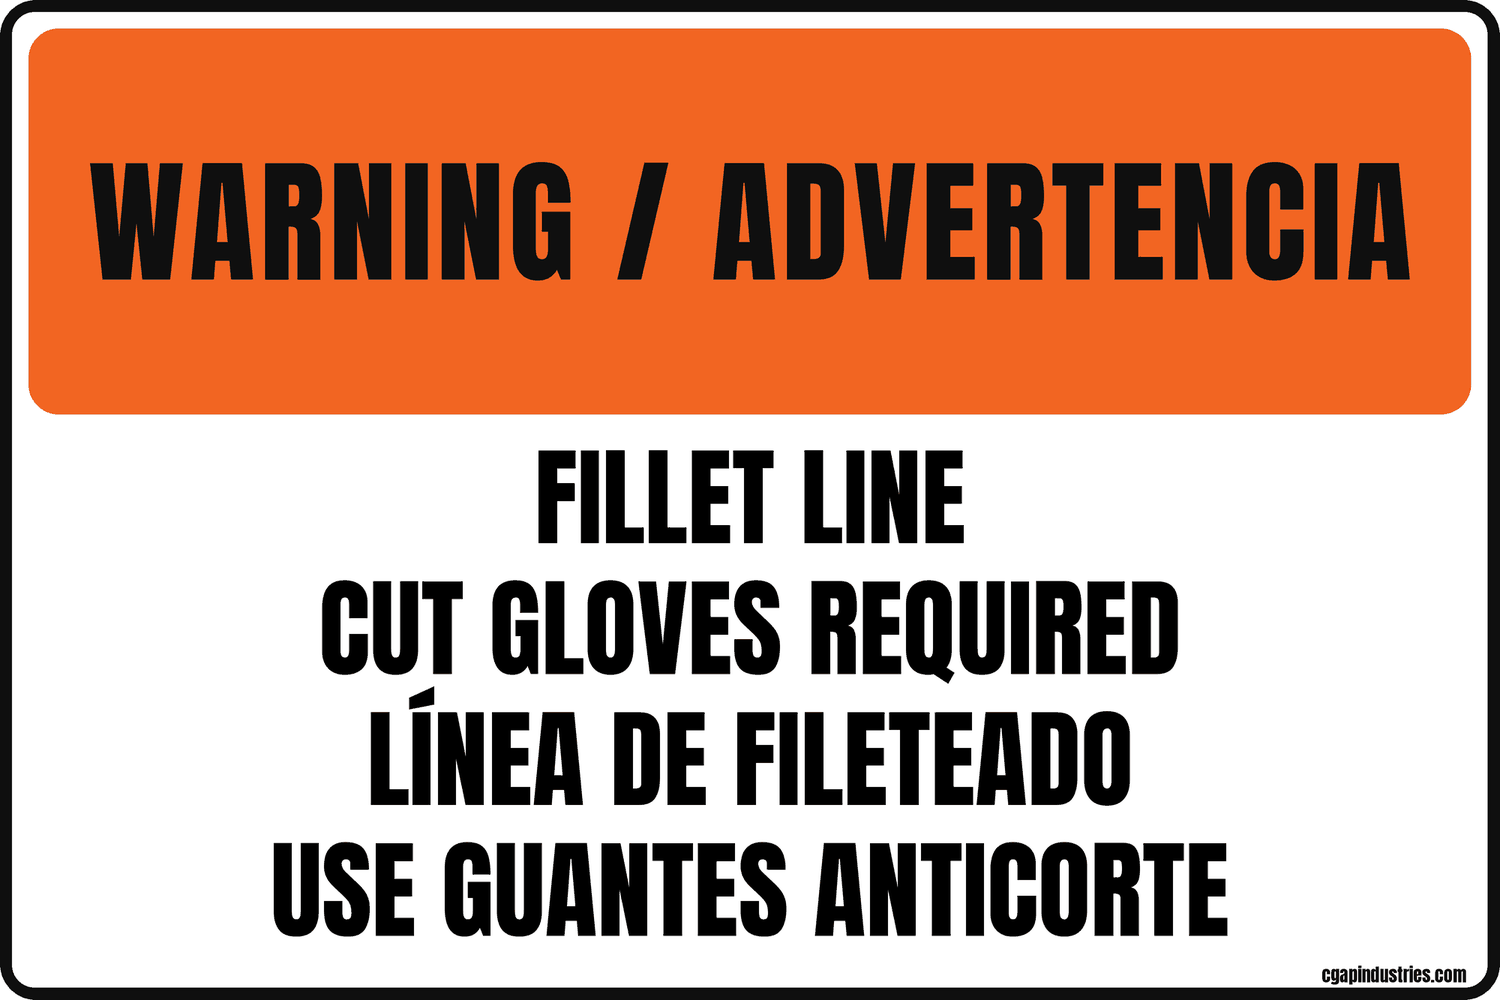 WARNING / ADVERTENCIA
FILLET LINE
CUT GLOVES REQUIRED
LÍNEA DE FILETEADO
USE GUANTES ANTICORTE
cgapindustries.com